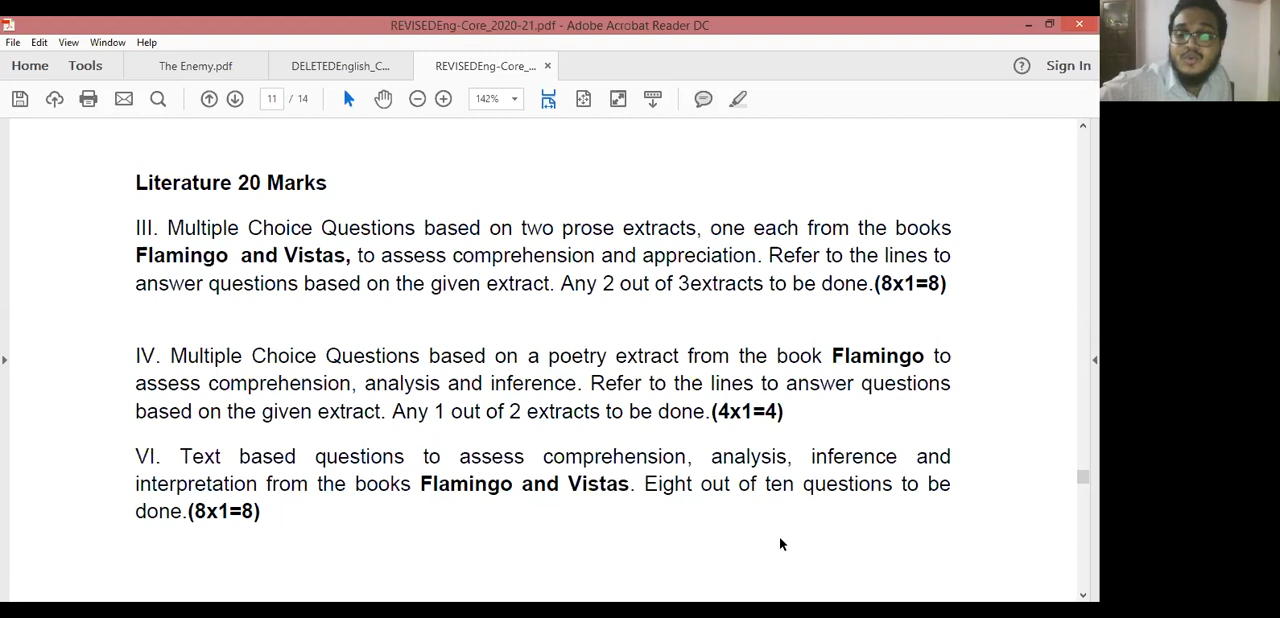 REVISEDEng-Core_2020-21.pdf - Adobe Acrobat Reader DC
File Edit View Window Help
Home Tools The Enemy.pdf DELETEDEnglish_C... REVISEDEng-Core_... × Sign In
11 / 14 142%
Literature 20 Marks
III. Multiple Choice Questions based on two prose extracts, one each from the books
Flamingo and Vistas, to assess comprehension and appreciation. Refer to the lines to
answer questions based on the given extract. Any 2 out of 3extracts to be done.(8x1=8)
IV. Multiple Choice Questions based on a poetry extract from the book Flamingo to
assess comprehension, analysis and inference. Refer to the lines to answer questions
based on the given extract. Any 1 out of 2 extracts to be done.(4x1=4)
VI. Text based questions to assess comprehension, analysis, inference and
interpretation from the books Flamingo and Vistas. Eight out of ten questions to be
done.(8x1=8)